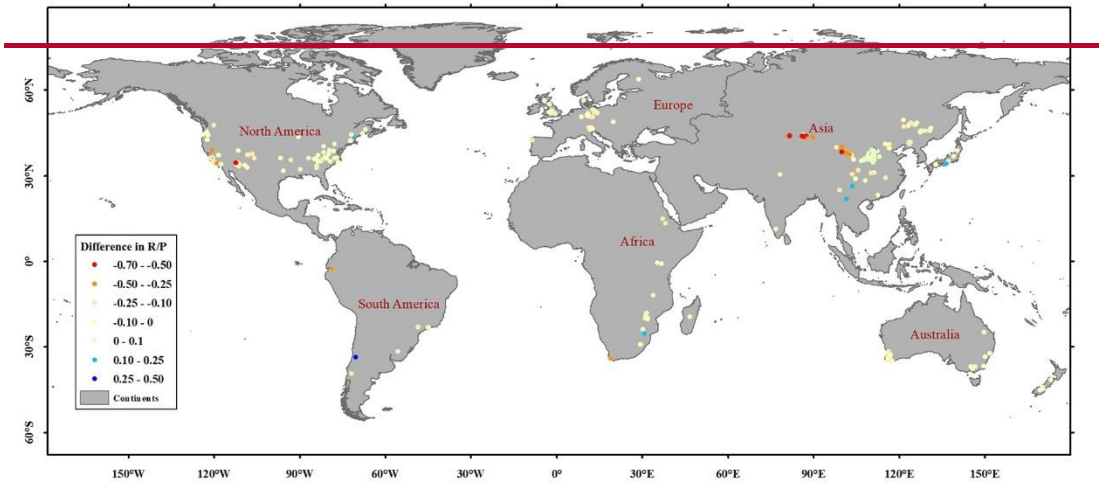 60°N
30°N
0°
30°S
60°S
North America
Europe
Asia
Africa
South America
Australia
Difference in R/P
-0.70 - -0.50
-0.50 - -0.25
-0.25 - -0.10
-0.10 - 0
0 - 0.1
0.10 - 0.25
0.25 - 0.50
Continents
150°W
120°W
90°W
60°W
30°W
0°
30°E
60°E
90°E
120°E
150°E